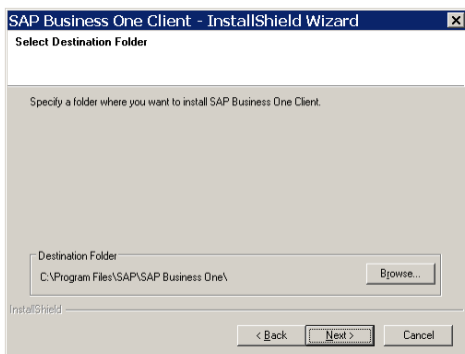 SAP Business One Client - InstallShield Wizard
Select Destination Folder
Specify a folder where you want to install SAP Business One Client.
Destination Folder
C:\Program Files\SAP\SAP Business One\
Browse...
InstallShield
< Back
Next >
Cancel